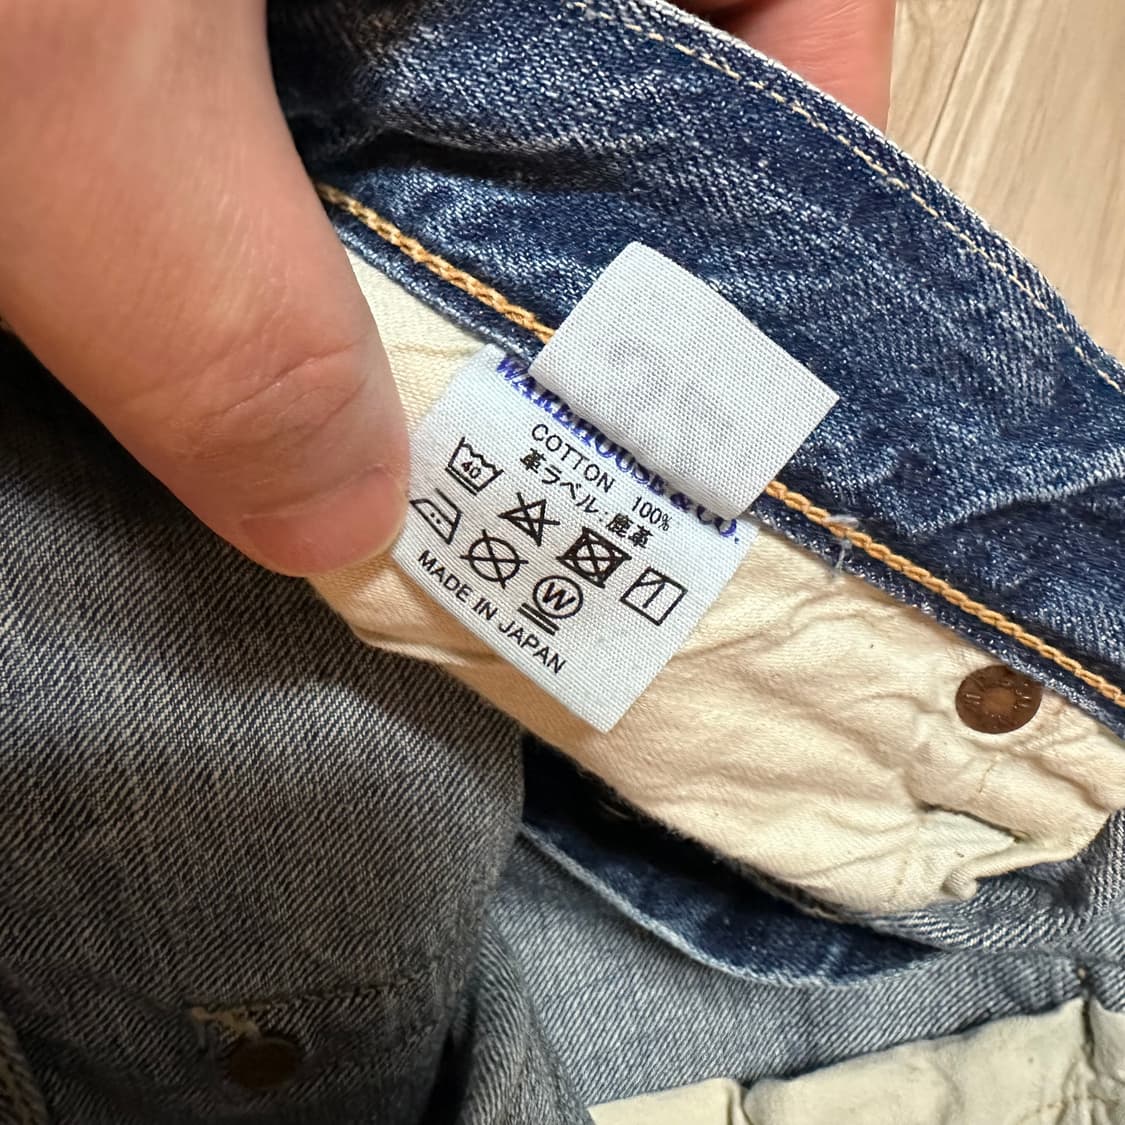 WAREHOUSE & CO.
COTTON 100%
革ラベル:鹿革
40
W
MADE IN JAPAN